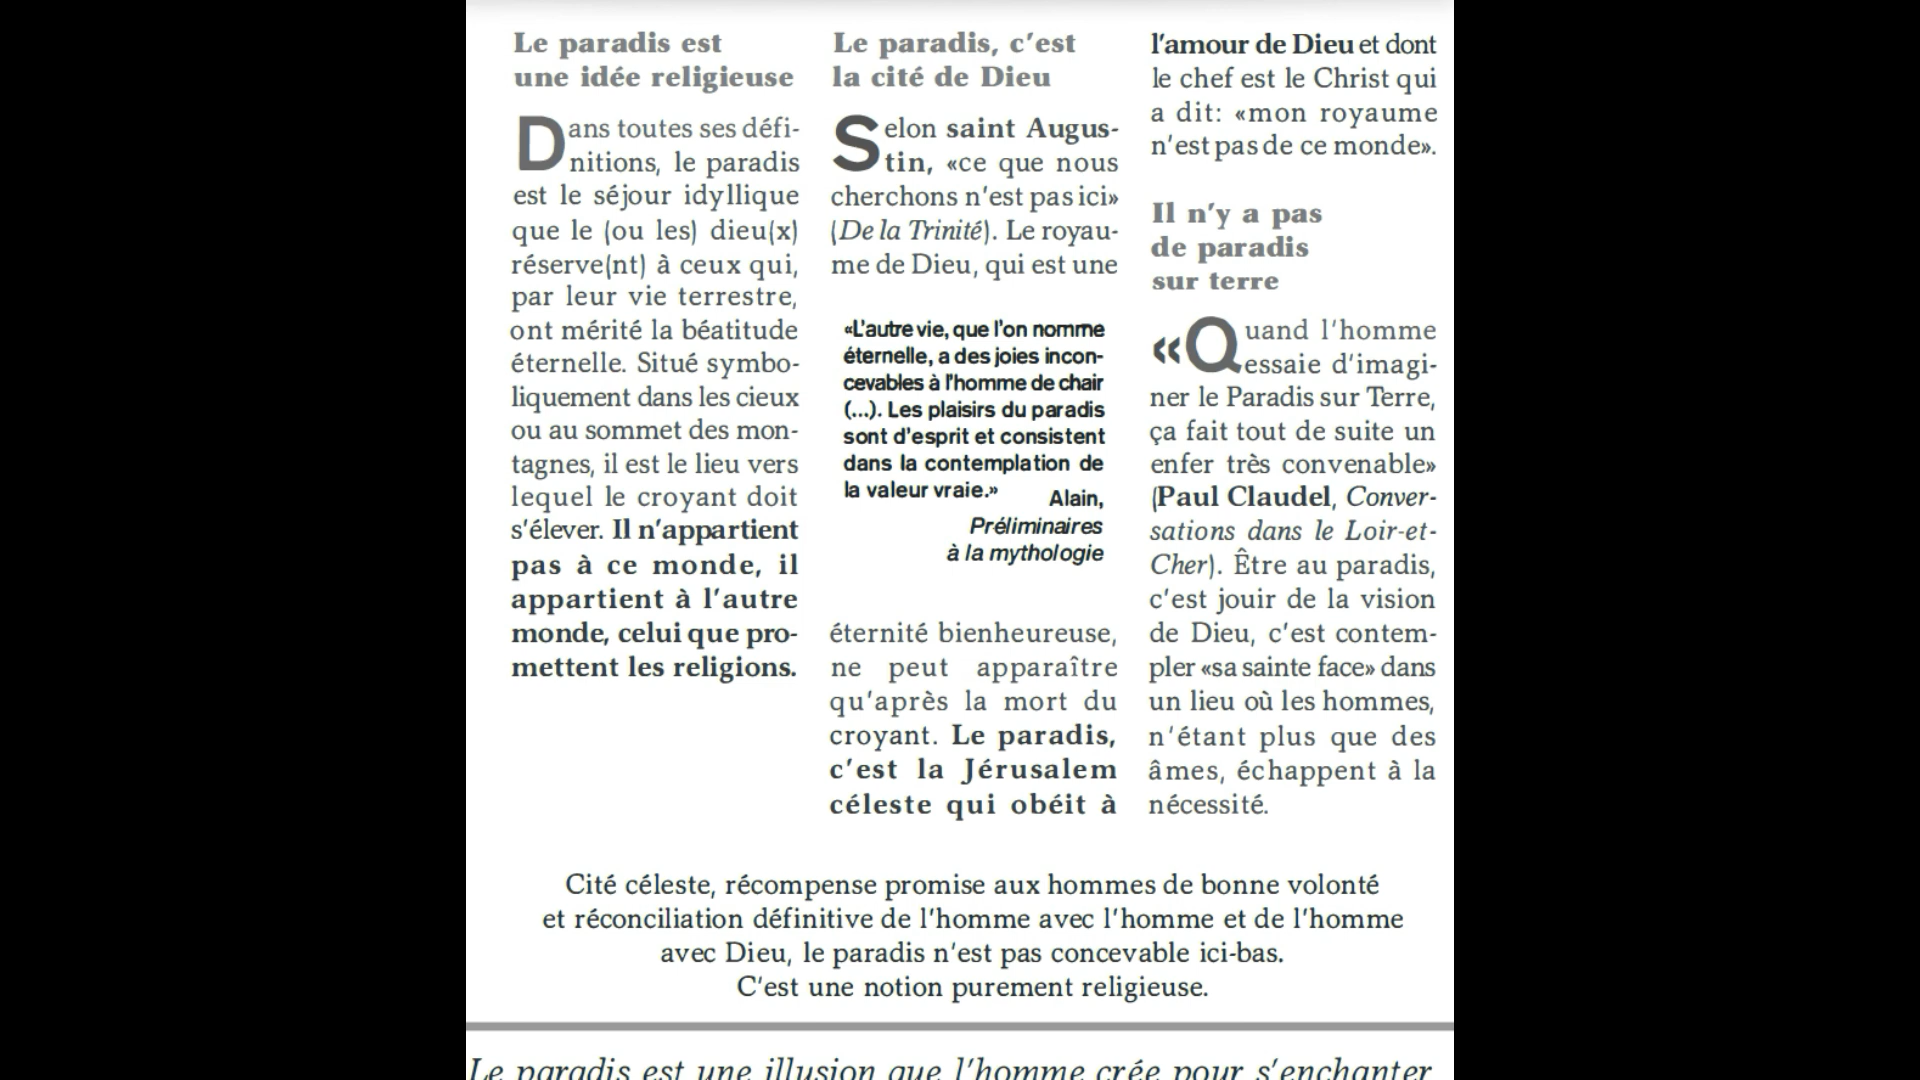 Le paradis est
une idée religieuse
Dans toutes ses défi-
nitions, le paradis
est le séjour idyllique
que le (ou les) dieu(x)
réserve(nt) à ceux qui,
par leur vie terrestre,
ont mérité la béatitude
éternelle. Situé symbo-
liquement dans les cieux
ou au sommet des mon-
tagnes, il est le lieu vers
lequel le croyant doit
s'élever. Il n'appartient
pas à ce monde, il
appartient à l'autre
monde, celui que pro-
mettent les religions.
Le paradis, c'est
la cité de Dieu
Selon saint Augus-
tin, «ce que nous
cherchons n'est pas ici»
(De la Trinité). Le royau-
me de Dieu, qui est une
«L'autre vie, que l'on nomme
éternelle, a des joies incon-
cevables à l'homme de chair
(...). Les plaisirs du paradis
sont d'esprit et consistent
dans la contemplation de
la valeur vraie.»
Alain,
Préliminaires
à la mythologie
éternité bienheureuse,
ne peut apparaître
qu'après la mort du
croyant. Le paradis,
c'est la Jérusalem
céleste qui obéit à
l'amour de Dieu et dont
le chef est le Christ qui
a dit: «mon royaume
n'est pas de ce monde».
Il n'y a pas
de paradis
sur terre
«Quand l'homme
essaie d'imagi-
ner le Paradis sur Terre,
ça fait tout de suite un
enfer très convenable»
(Paul Claudel, Conver-
sations dans le Loir-et-
Cher). Être au paradis,
c'est jouir de la vision
de Dieu, c'est contem-
pler «sa sainte face» dans
un lieu où les hommes,
n'étant plus que des
âmes, échappent à la
nécessité.
Cité céleste, récompense promise aux hommes de bonne volonté
et réconciliation définitive de l'homme avec l'homme et de l'homme
avec Dieu, le paradis n'est pas concevable ici-bas.
C'est une notion purement religieuse.
Le paradis est une illusion que l'homme crée pour s'enchanter